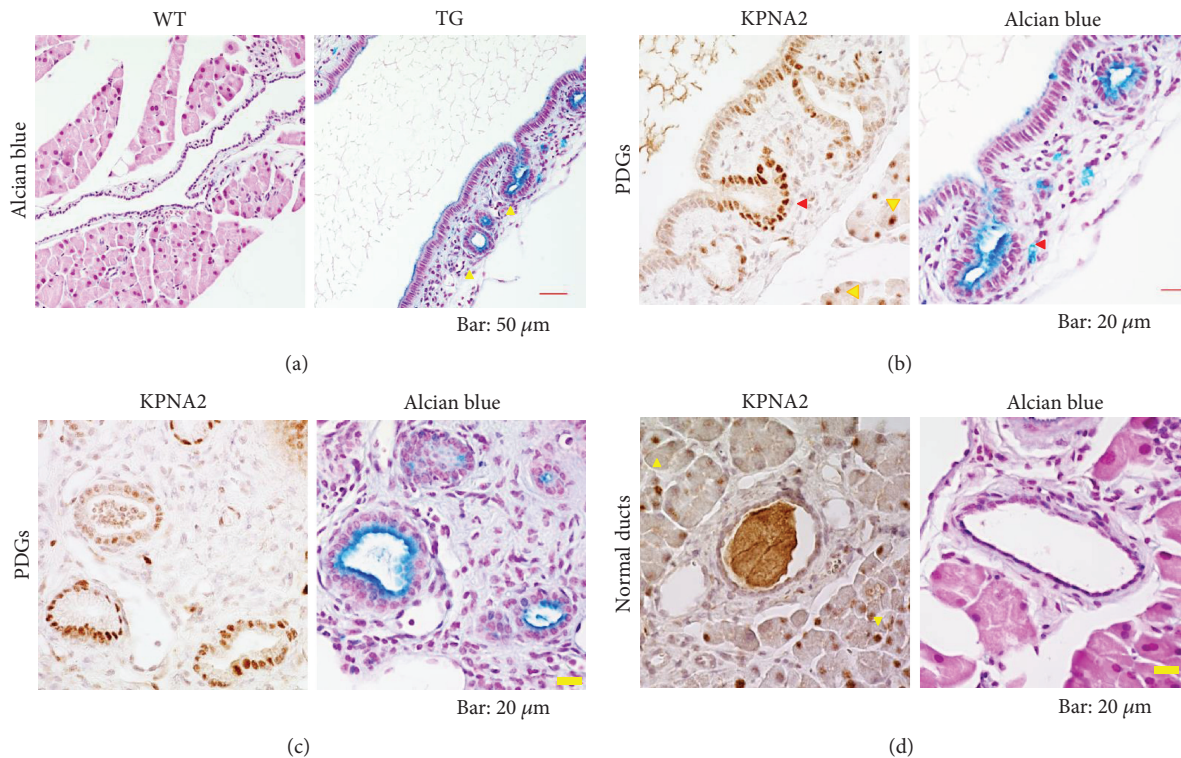 WT
TG
Alcian blue
Bar: 50 μm
(a)
KPNA2
Alcian blue
PDGs
Bar: 20 μm
(b)
KPNA2
Alcian blue
PDGs
Bar: 20 μm
(c)
KPNA2
Alcian blue
Normal ducts
Bar: 20 μm
(d)